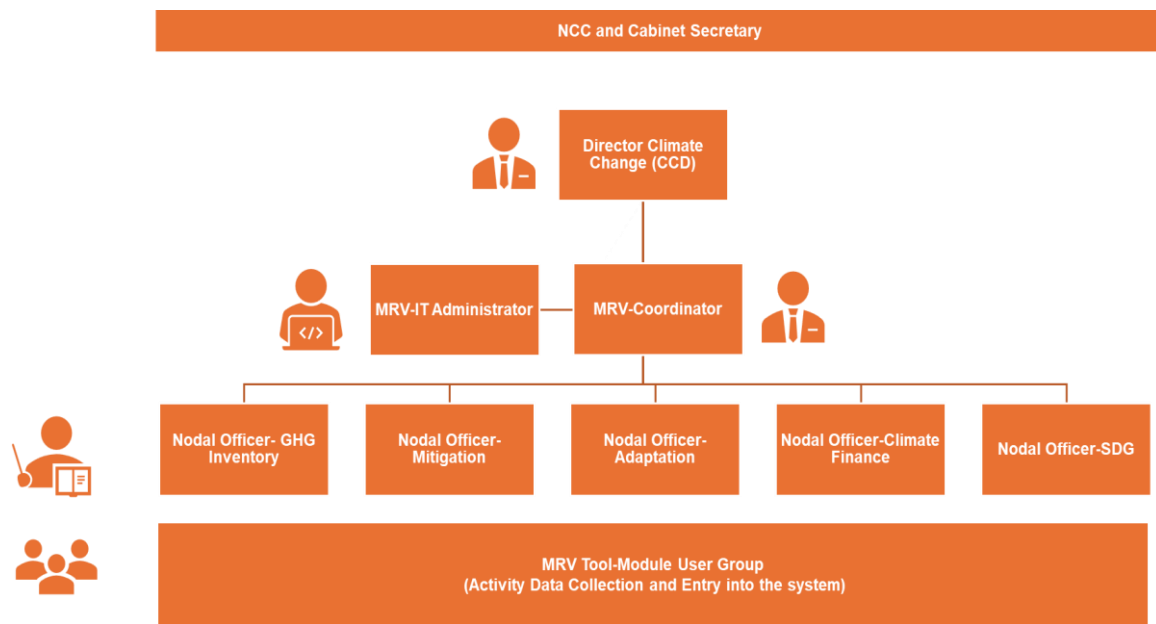 NCC and Cabinet Secretary
Director Climate
Change (CCD)
MRV-IT Administrator
MRV-Coordinator
</>
Nodal Officer- GHG
Inventory
Nodal Officer-
Mitigation
Nodal Officer-
Adaptation
Nodal Officer-Climate
Finance
Nodal Officer-SDG
MRV Tool-Module User Group
(Activity Data Collection and Entry into the system)